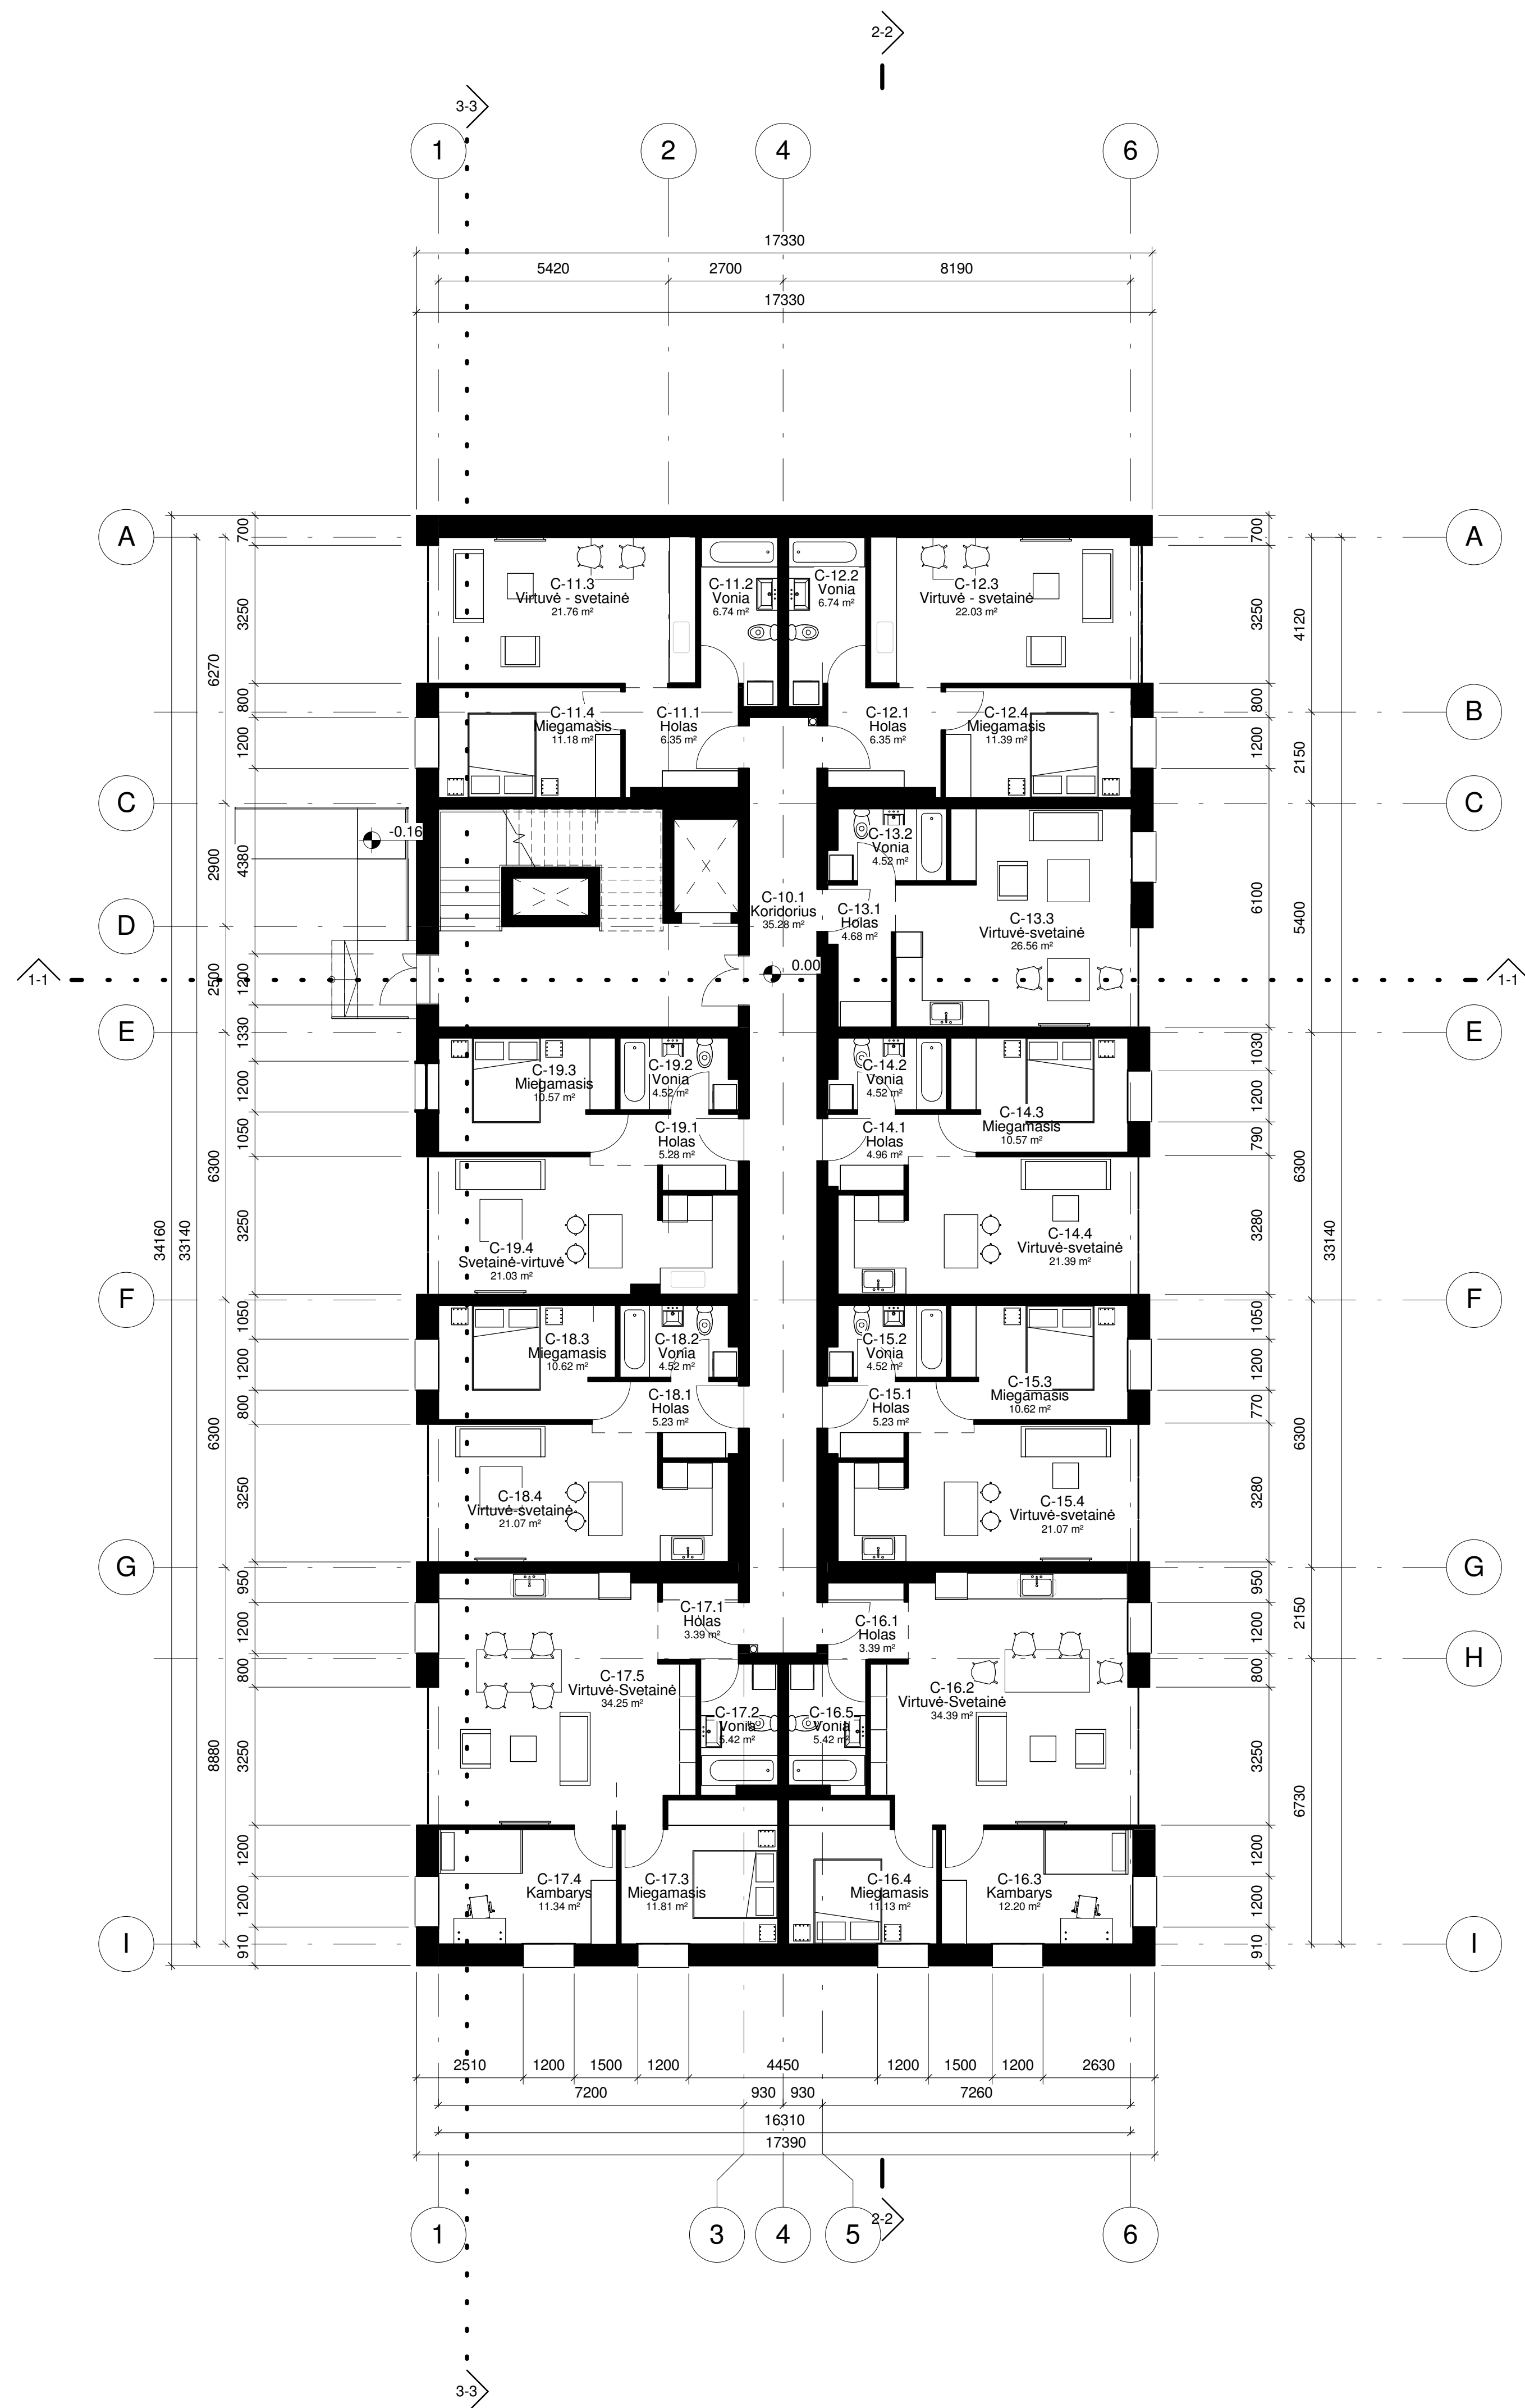 2-2
3-3
1
2
4
6
17330
5420
2700
8190
17330
A
700
700
A
C-11.3
Virtuvė - svetainė
21.76 m²
C-11.2
Vonia
6.74 m²
C-12.2
Vonia
6.74 m²
C-12.3
Virtuvė - svetainė
22.03 m²
3250
3250
4120
6270
800
800
B
C-11.4
Miegamasis
11.18 m²
C-11.1
Holas
6.35 m²
C-12.1
Holas
6.35 m²
C-12.4
Miegamasis
11.39 m²
1200
1200
2150
C
C
-0.16
C-13.2
Vonia
4.52 m²
2900
4380
C-10.1
Koridorius
35.28 m²
C-13.1
Holas
4.68 m²
C-13.3
Virtuvė-svetainė
26.56 m²
6100
5400
D
0.00
1-1
2500
1200
1-1
E
1330
1030
E
C-19.3
Miegamasis
10.57 m²
C-19.2
Vonia
4.52 m²
C-14.2
Vonia
4.52 m²
C-14.3
Miegamasis
10.57 m²
1200
1200
C-19.1
Holas
5.28 m²
C-14.1
Holas
4.96 m²
1050
790
6300
6300
34160
33140
3250
3280
33140
C-19.4
Svetainė-virtuvė
21.03 m²
C-14.4
Virtuvė-svetainė
21.39 m²
F
1050
1050
F
C-18.3
Miegamasis
10.62 m²
C-18.2
Vonia
4.52 m²
C-15.2
Vonia
4.52 m²
C-15.3
Miegamasis
10.62 m²
1200
1200
C-18.1
Holas
5.23 m²
C-15.1
Holas
5.23 m²
800
770
6300
6300
3250
3280
C-18.4
Virtuvė-svetainė
21.07 m²
C-15.4
Virtuvė-svetainė
21.07 m²
G
950
950
G
C-17.1
Holas
3.39 m²
C-16.1
Holas
3.39 m²
1200
1200
2150
800
800
H
C-17.5
Virtuvė-Svetainė
34.25 m²
C-16.2
Virtuvė-Svetainė
34.39 m²
C-17.2
Vonia
5.42 m²
C-16.5
Vonia
5.42 m²
8880
3250
3250
6730
1200
1200
C-17.4
Kambarys
11.34 m²
C-17.3
Miegamasis
11.81 m²
C-16.4
Miegamasis
11.13 m²
C-16.3
Kambarys
12.20 m²
1200
1200
I
910
910
I
2510
1200
1500
1200
4450
1200
1500
1200
2630
7200
930
930
7260
16310
17390
1
3
4
5
2-2
6
3-3